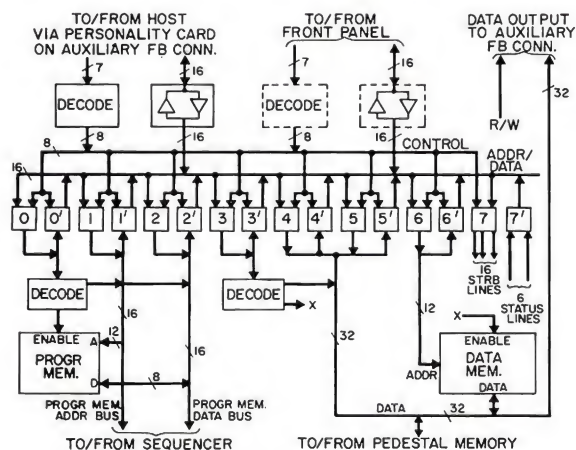 TO/FROM HOST
VIA PERSONALITY CARD
ON AUXILIARY FB CONN.
TO/FROM
FRONT PANEL
DATA OUTPUT
TO AUXILIARY
FB CONN.
7
16
7
16
32
DECODE
DECODE
R/W
8
16
8
16
8
CONTROL
16
ADDR/
DATA
0 0' 1 1' 2 2' 3 3' 4 4' 5 5' 6 6' 7 7'
16
STRB
LINES
6
STATUS
LINES
DECODE
DECODE
X
16
12
X
ENABLE
PROGR
MEM.
A
12
16
32
ENABLE
DATA
MEM.
ADDR
DATA
D
8
PROGR MEM.
ADDR BUS
PROGR MEM.
DATA BUS
DATA
32
TO/FROM SEQUENCER
TO/FROM PEDESTAL MEMORY